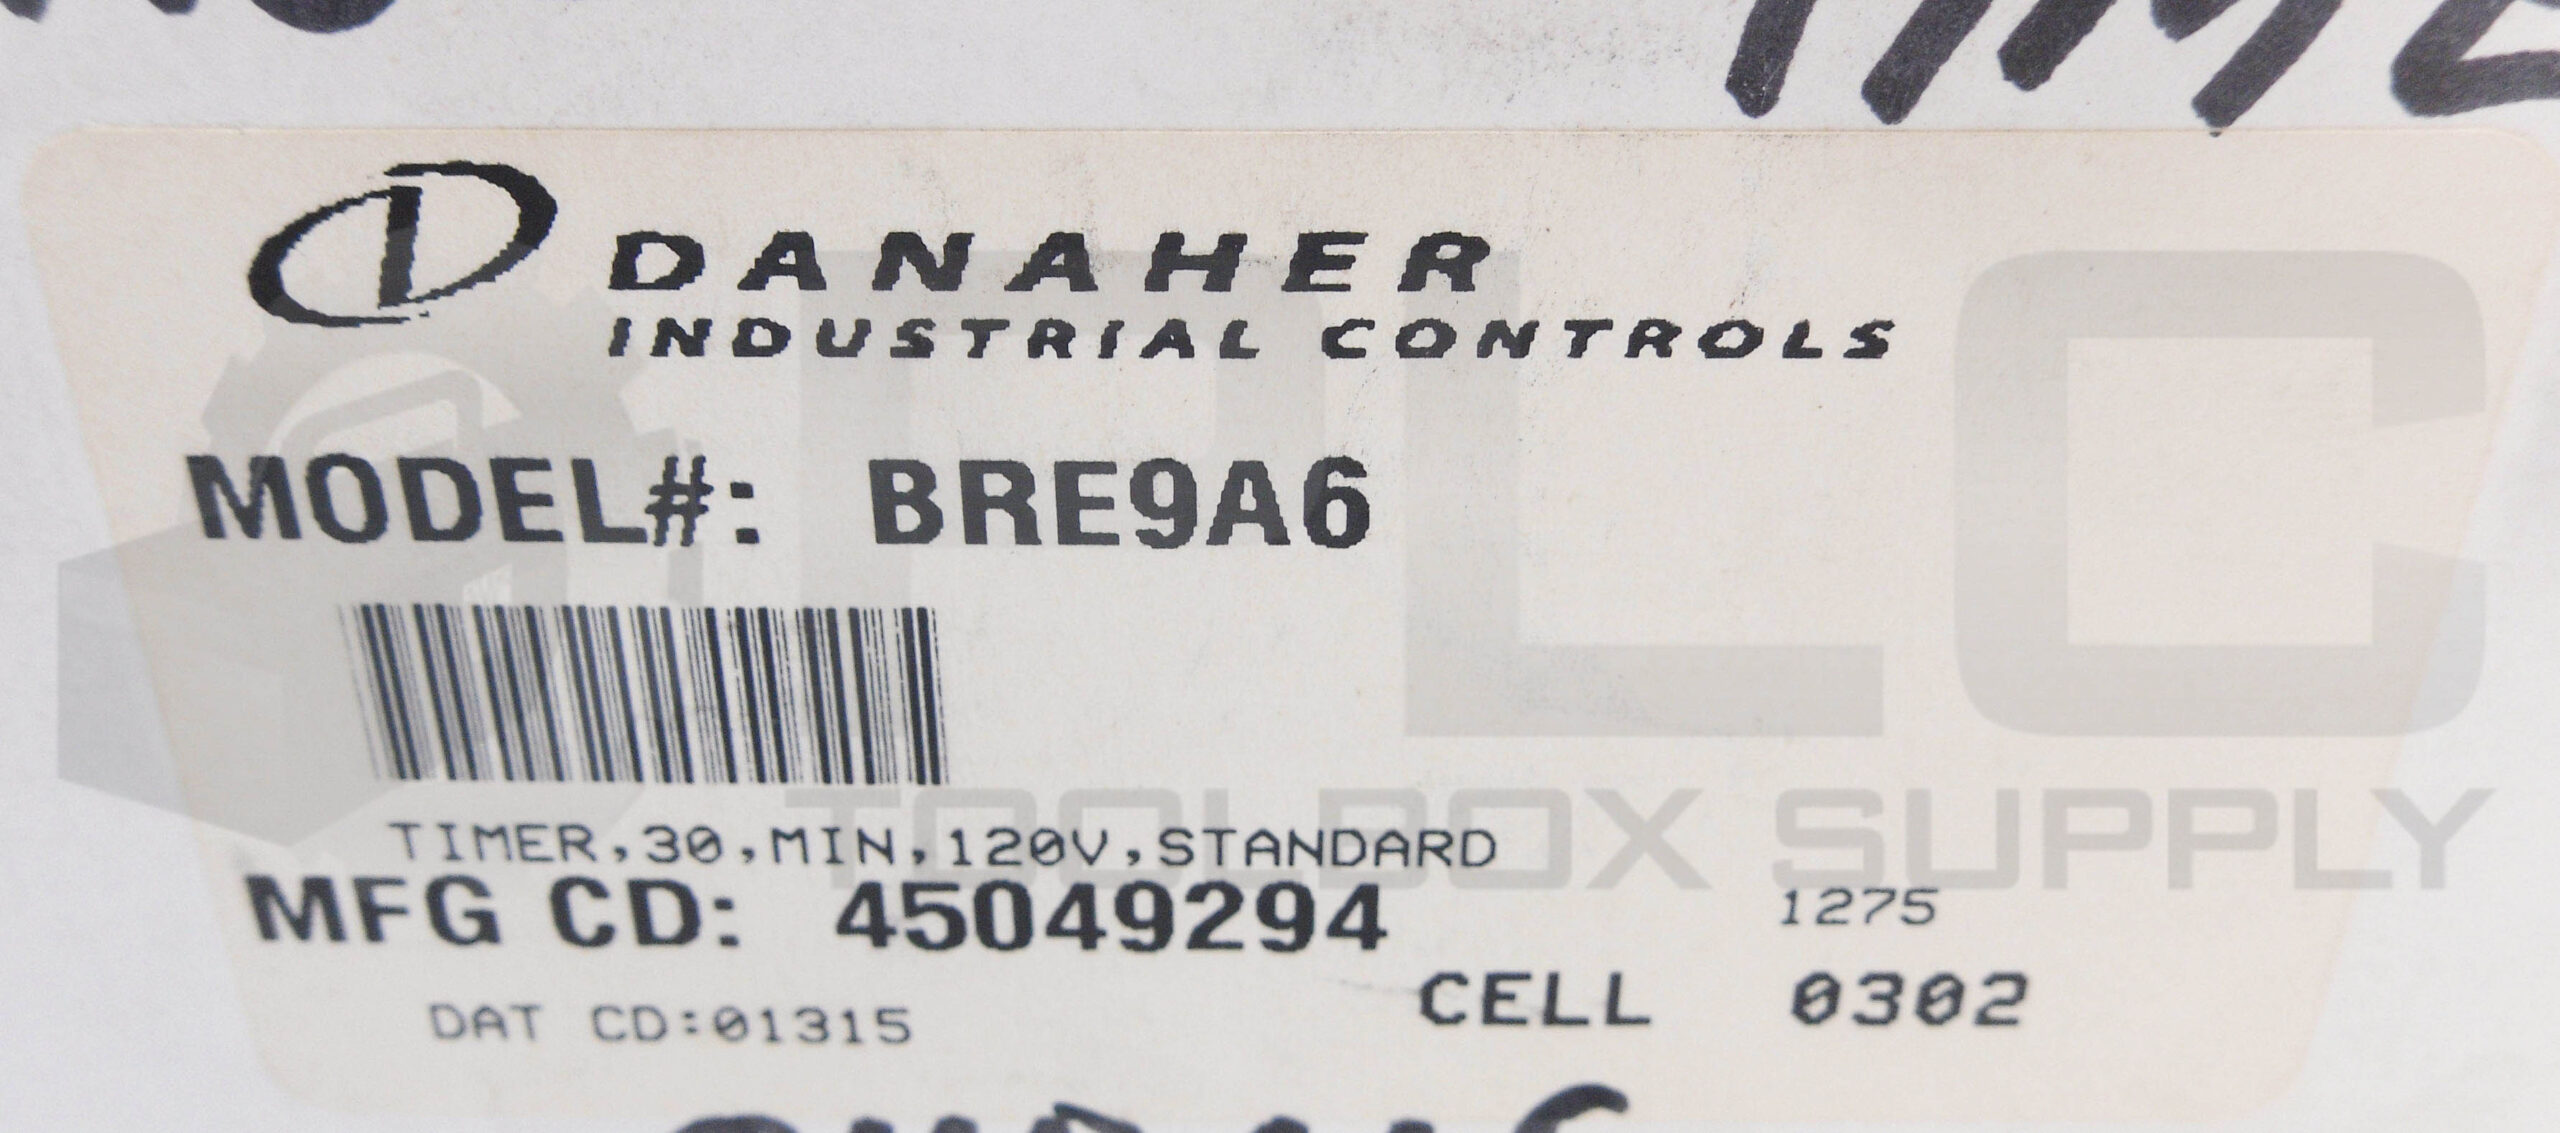 DANAHER
INDUSTRIAL CONTROLS
MODEL#: BRE9A6
TIMER,30,MIN,120V,STANDARD
MFG CD: 45049294
1275
CELL 0302
DAT CD:01315
PLC
TOOLBOX SUPPLY